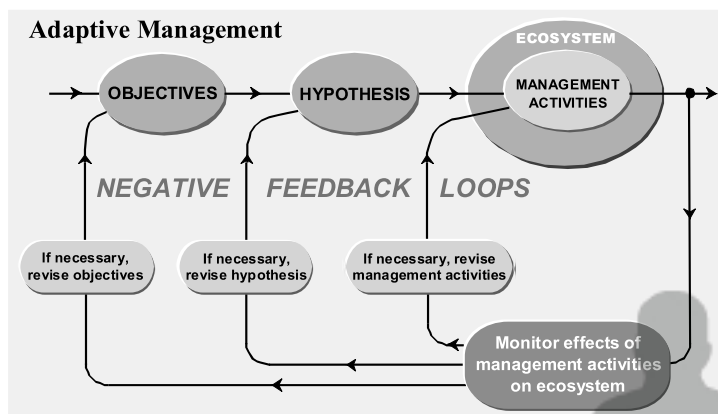 Adaptive Management
ECOSYSTEM
OBJECTIVES
HYPOTHESIS
MANAGEMENT
ACTIVITIES
NEGATIVE FEEDBACK LOOPS
If necessary,
revise objectives
If necessary,
revise hypothesis
If necessary, revise
management activities
Monitor effects of
management activities
on ecosystem